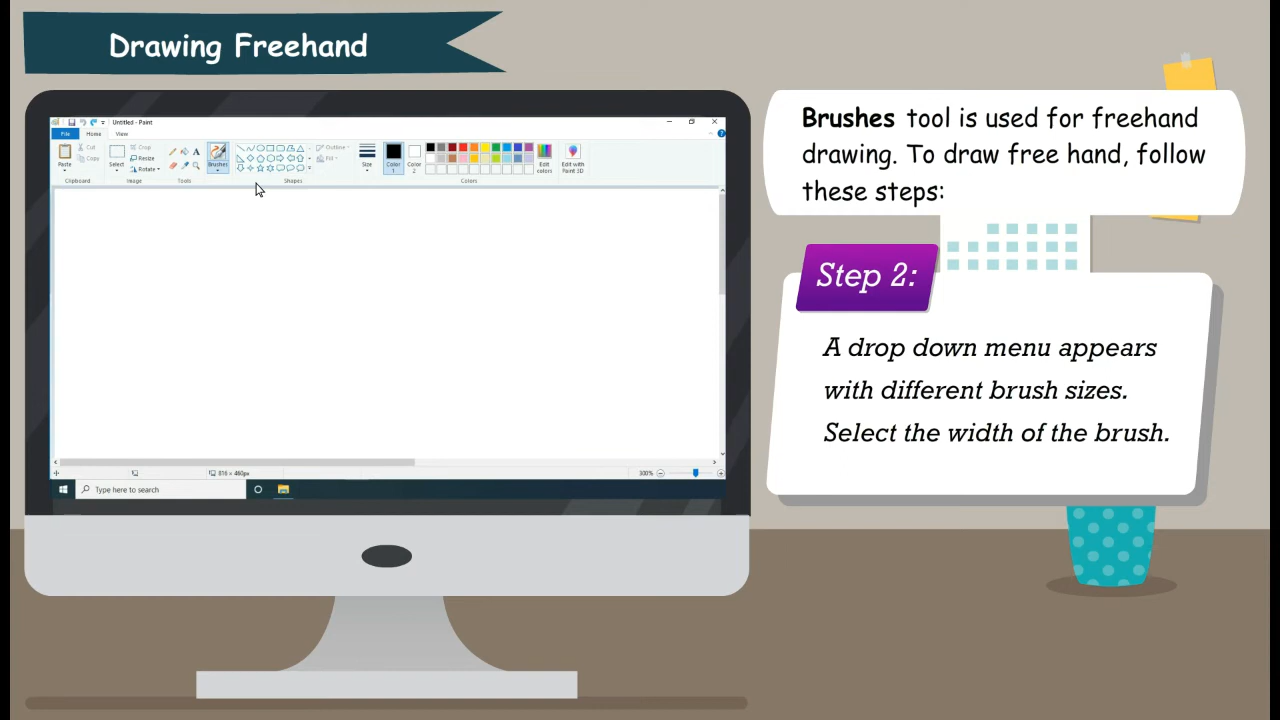 Drawing Freehand
Untitled - Paint
File Home View
Paste
Cut
Copy
Clipboard
Select
Crop
Resize
Rotate
Image
A
Tools
Brushes
Outline
Fill
Shapes
Size
Color 1
Color 2
Edit colors
Edit with Paint 3D
Colors
816 × 460px
300%
Type here to search
Brushes tool is used for freehand
drawing. To draw free hand, follow
these steps:
Step 2:
A drop down menu appears
with different brush sizes.
Select the width of the brush.